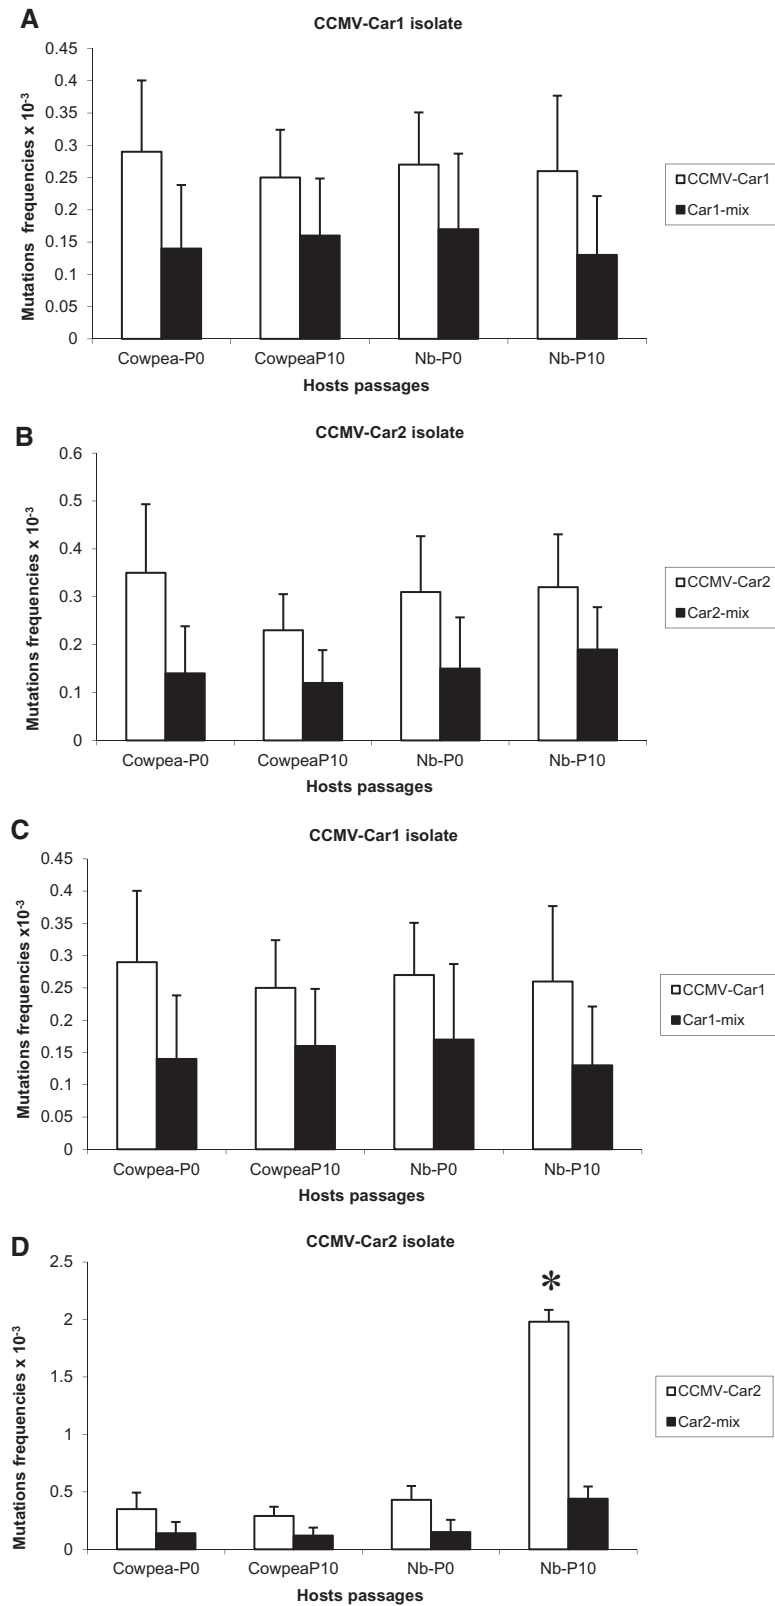 A
CCMV-Car1 isolate
0.45
0.4
0.35
0.3
0.25
0.2
0.15
0.1
0.05
0
Mutations frequencies x 10-3
Cowpea-P0 CowpeaP10 Nb-P0 Nb-P10
Hosts passages
CCMV-Car1
Car1-mix
B
CCMV-Car2 isolate
0.6
0.5
0.4
0.3
0.2
0.1
0
Mutations frequencies x 10-3
Cowpea-P0 CowpeaP10 Nb-P0 Nb-P10
Hosts passages
CCMV-Car2
Car2-mix
C
CCMV-Car1 isolate
0.45
0.4
0.35
0.3
0.25
0.2
0.15
0.1
0.05
0
Mutations frequencies x10-3
Cowpea-P0 CowpeaP10 Nb-P0 Nb-P10
Hosts passages
CCMV-Car1
Car1-mix
D
CCMV-Car2 isolate
2.5
2
1.5
1
0.5
0
Mutations frequencies x 10-3
*
Cowpea-P0 CowpeaP10 Nb-P0 Nb-P10
Hosts passages
CCMV-Car2
Car2-mix